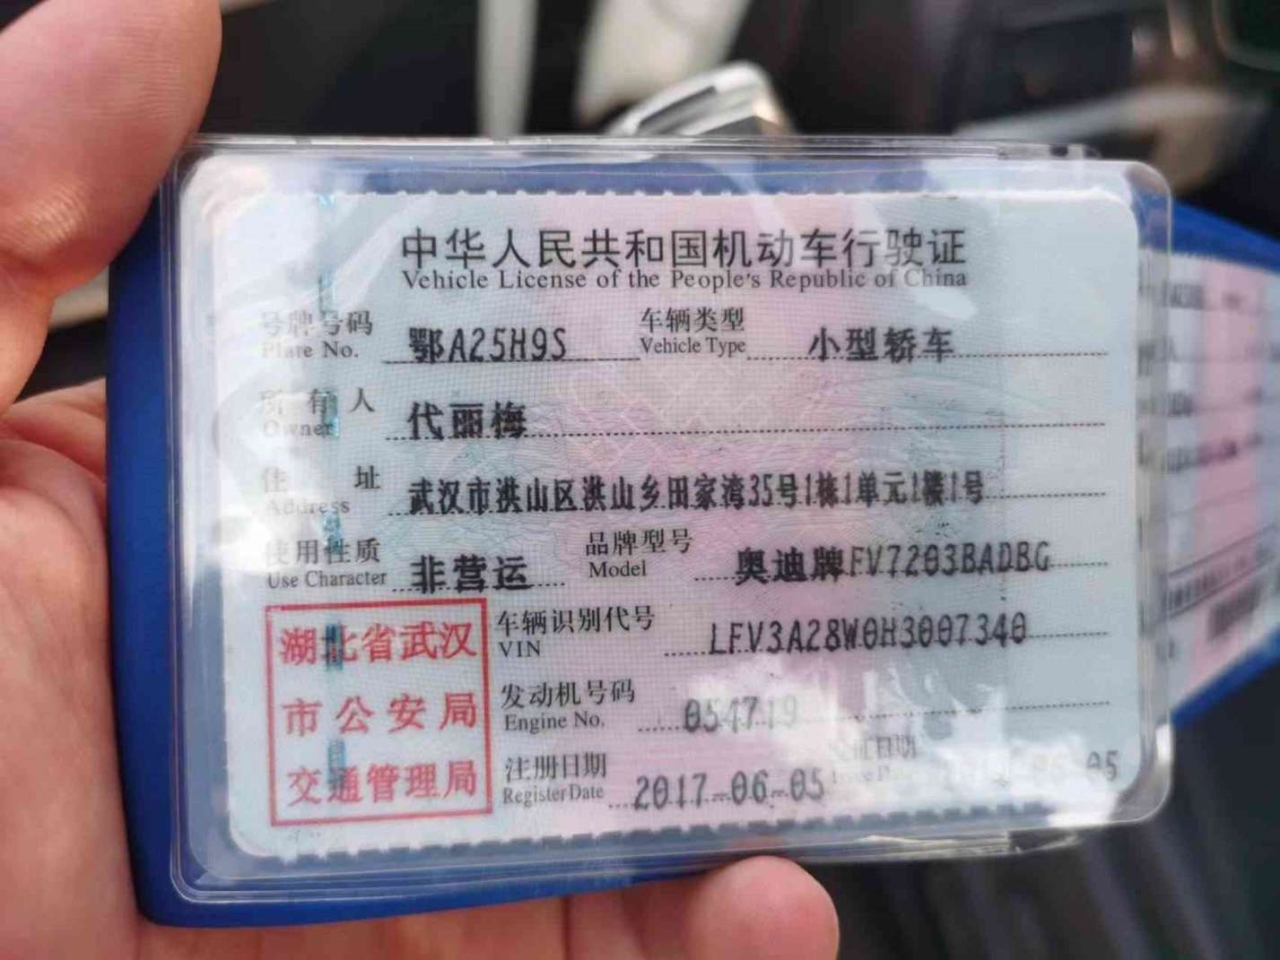 中华人民共和国机动车行驶证
Vehicle License of the People's Republic of China
号牌号码 鄂A25H9S 车辆类型 小型轿车
Plate No. Vehicle Type
所有人 代丽梅
Owner
住址 武汉市洪山区洪山乡田家湾35号1栋1单元1楼1号
Address
使用性质 非营运 品牌型号 奥迪牌FV7203BADBG
Use Character Model
湖北省武汉
市公安局
交通管理局
车辆识别代号 LFV3A28W0H3007340
VIN
发动机号码 054719
Engine No.
注册日期 2017-06-05 发证日期
Register Date Issue Date